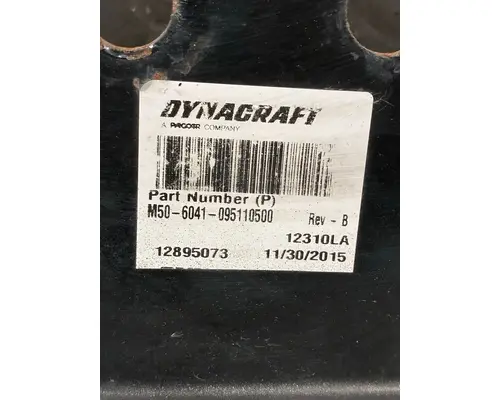 DYNACRAFT
A PACCAR COMPANY
Part Number (P)
M50-6041-095110500 Rev - B
12310LA
12895073 11/30/2015